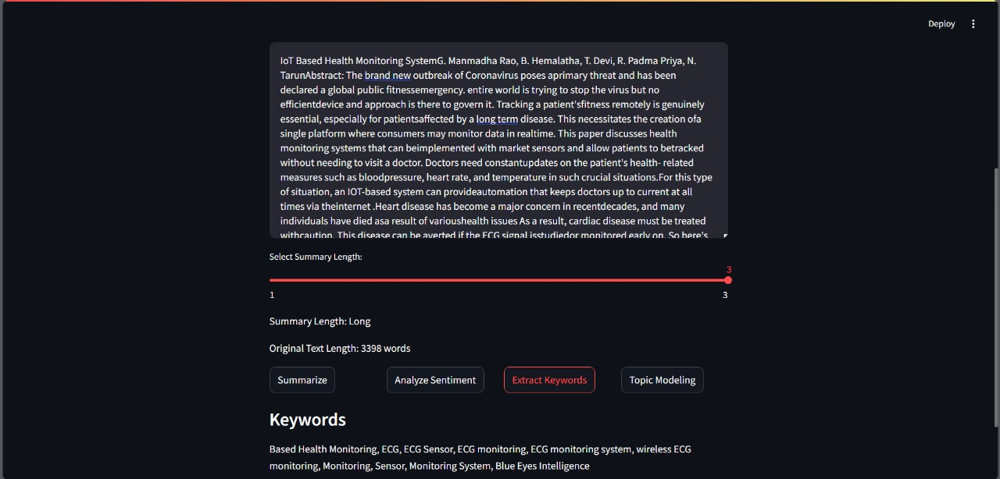 Deploy
IoT Based Health Monitoring SystemG. Manmadha Rao, B. Hemalatha, T. Devi, R. Padma Priya, N.
TarunAbstract: The brand new outbreak of Coronavirus poses aprimary threat and has been
declared a global public fitnessemergency. entire world is trying to stop the virus but no
efficientdevice and approach is there to govern it. Tracking a patient'sfitness remotely is genuinely
essential, especially for patientsaffected by a long term disease. This necessitates the creation ofa
single platform where consumers may monitor data in realtime. This paper discusses health
monitoring systems that can beimplemented with market sensors and allow patients to betracked
without needing to visit a doctor. Doctors need constantupdates on the patient's health- related
measures such as bloodpressure, heart rate, and temperature in such crucial situations.For this type
of situation, an IOT-based system can provideautomation that keeps doctors up to current at all
times via theinternet .Heart disease has become a major concern in recentdecades, and many
individuals have died asa result of varioushealth issues As a result, cardiac disease must be treated
withcaution. This disease can be averted if the ECG signal isstudiedor monitored early on. So here's
Select Summary Length:
3
1 3
Summary Length: Long
Original Text Length: 3398 words
Summarize Analyze Sentiment Extract Keywords Topic Modeling
Keywords
Based Health Monitoring, ECG, ECG Sensor, ECG monitoring, ECG monitoring system, wireless ECG
monitoring, Monitoring, Sensor, Monitoring System, Blue Eyes Intelligence